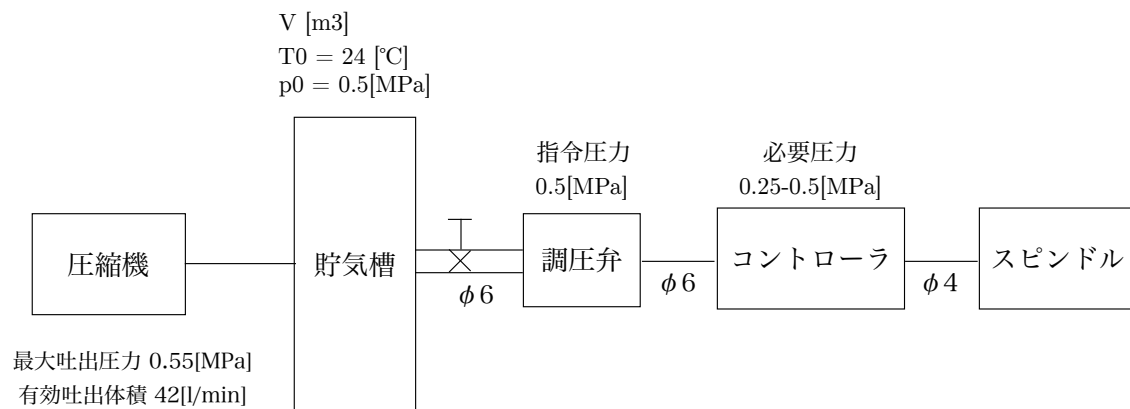 V [m3]
T0 = 24 [℃]
p0 = 0.5[MPa]
指令圧力
0.5[MPa]
必要圧力
0.25-0.5[MPa]
圧縮機
貯気槽
調圧弁
コントローラ
スピンドル
φ6
φ6
φ4
最大吐出圧力 0.55[MPa]
有効吐出体積 42[l/min]